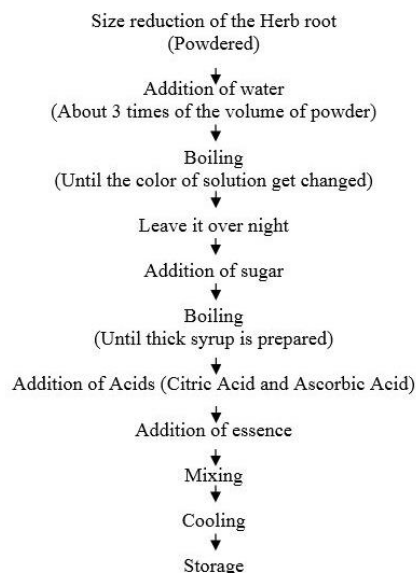 Size reduction of the Herb root
(Powdered)
Addition of water
(About 3 times of the volume of powder)
Boiling
(Until the color of solution get changed)
Leave it over night
Addition of sugar
Boiling
(Until thick syrup is prepared)
Addition of Acids (Citric Acid and Ascorbic Acid)
Addition of essence
Mixing
Cooling
Storage